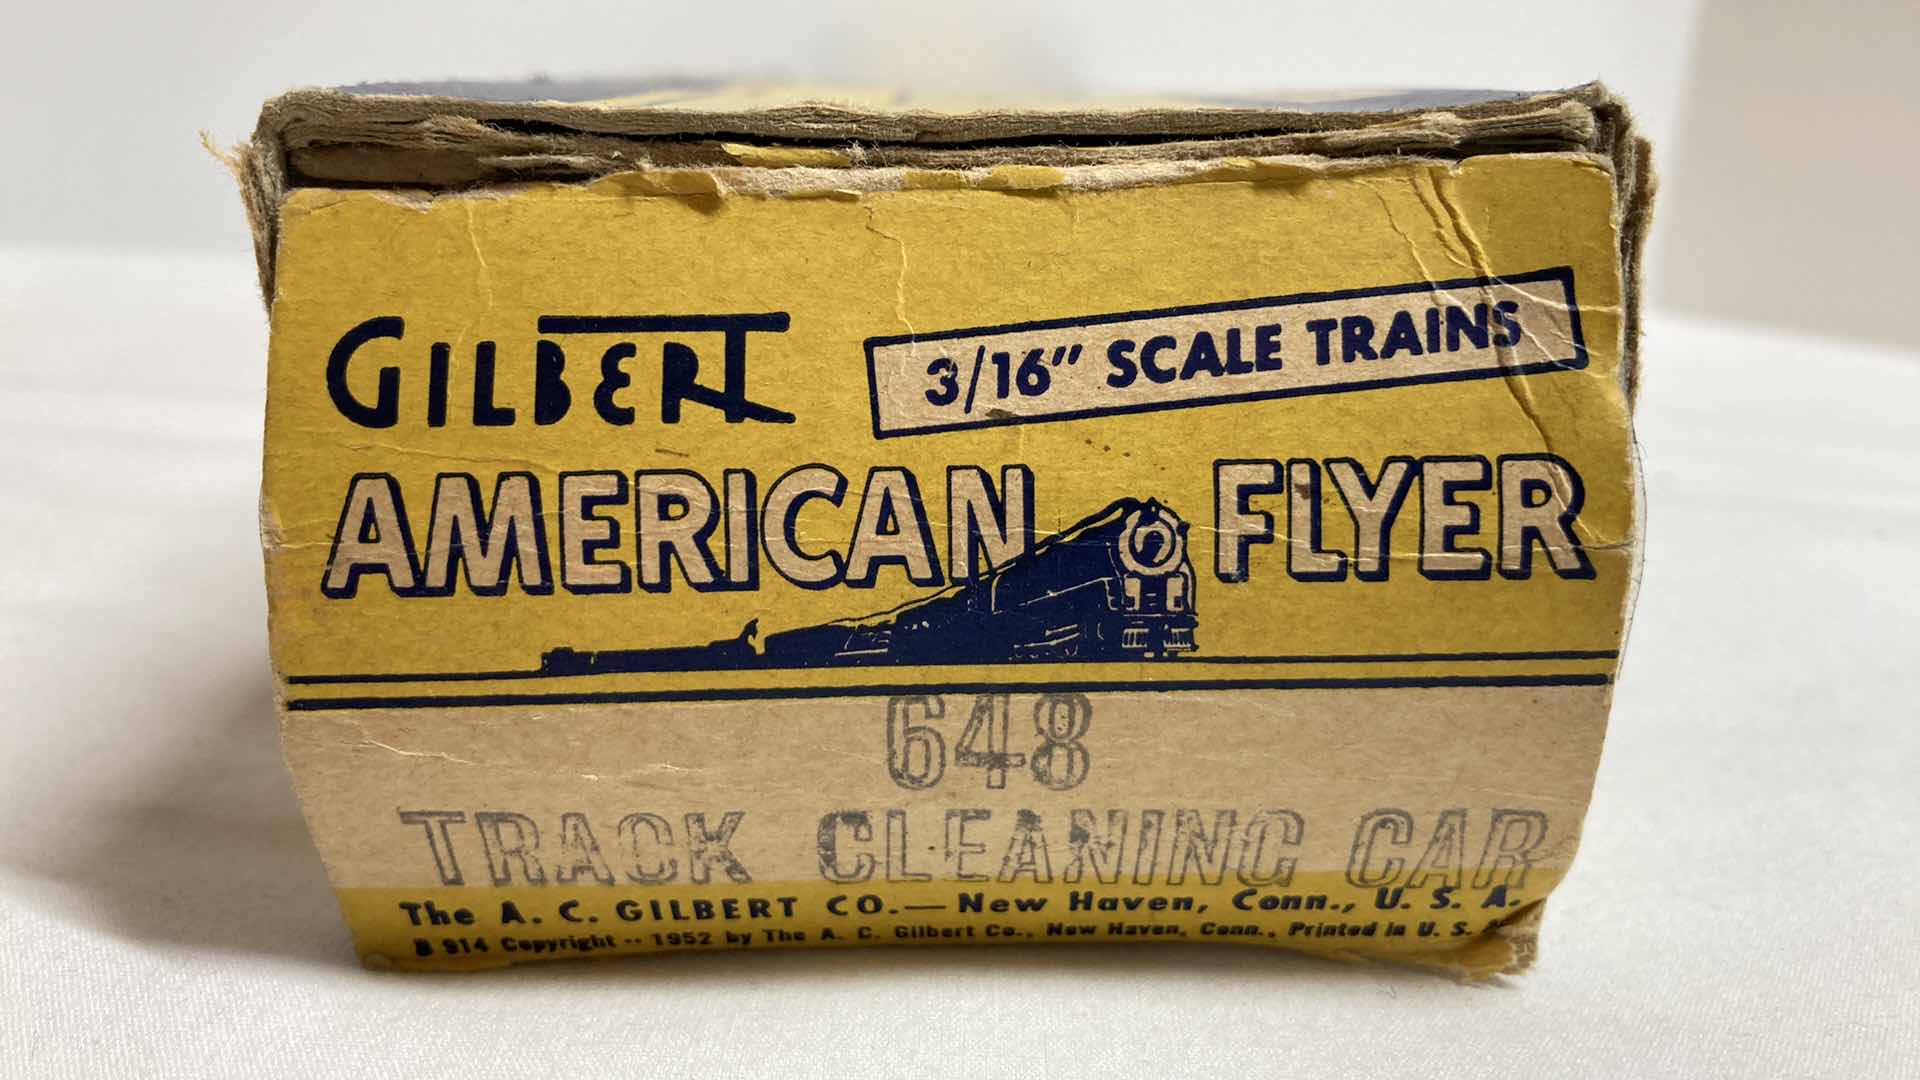 GILBERT
3/16" SCALE TRAINS
AMERICAN FLYER
648
TRACK CLEANING CAR
The A. C. GILBERT CO.—New Haven, Conn., U. S. A.
B 914 Copyright -- 1952 by The A. C. Gilbert Co., New Haven, Conn., Printed in U. S.